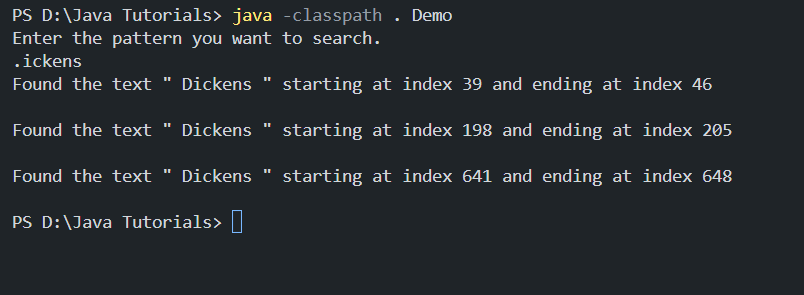 PS D:\Java Tutorials> java -classpath . Demo
Enter the pattern you want to search.
.ickens
Found the text " Dickens " starting at index 39 and ending at index 46
Found the text " Dickens " starting at index 198 and ending at index 205
Found the text " Dickens " starting at index 641 and ending at index 648
PS D:\Java Tutorials>